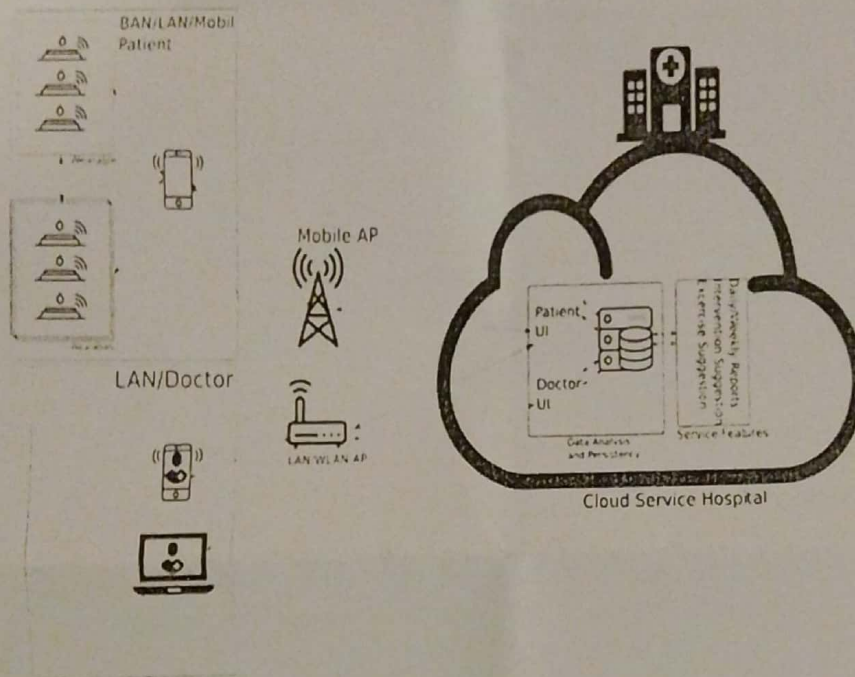 BAN/LAN/Mobil
Patient
Mobile AP
LAN/Doctor
LAN/WLAN AP
Patient
UI
Doctor
UI
Data Analysis
and Persistency
Daily/Weekly Reports
Intervention Suggestion
Excercise Suggestion
Service Features
Cloud Service Hospital